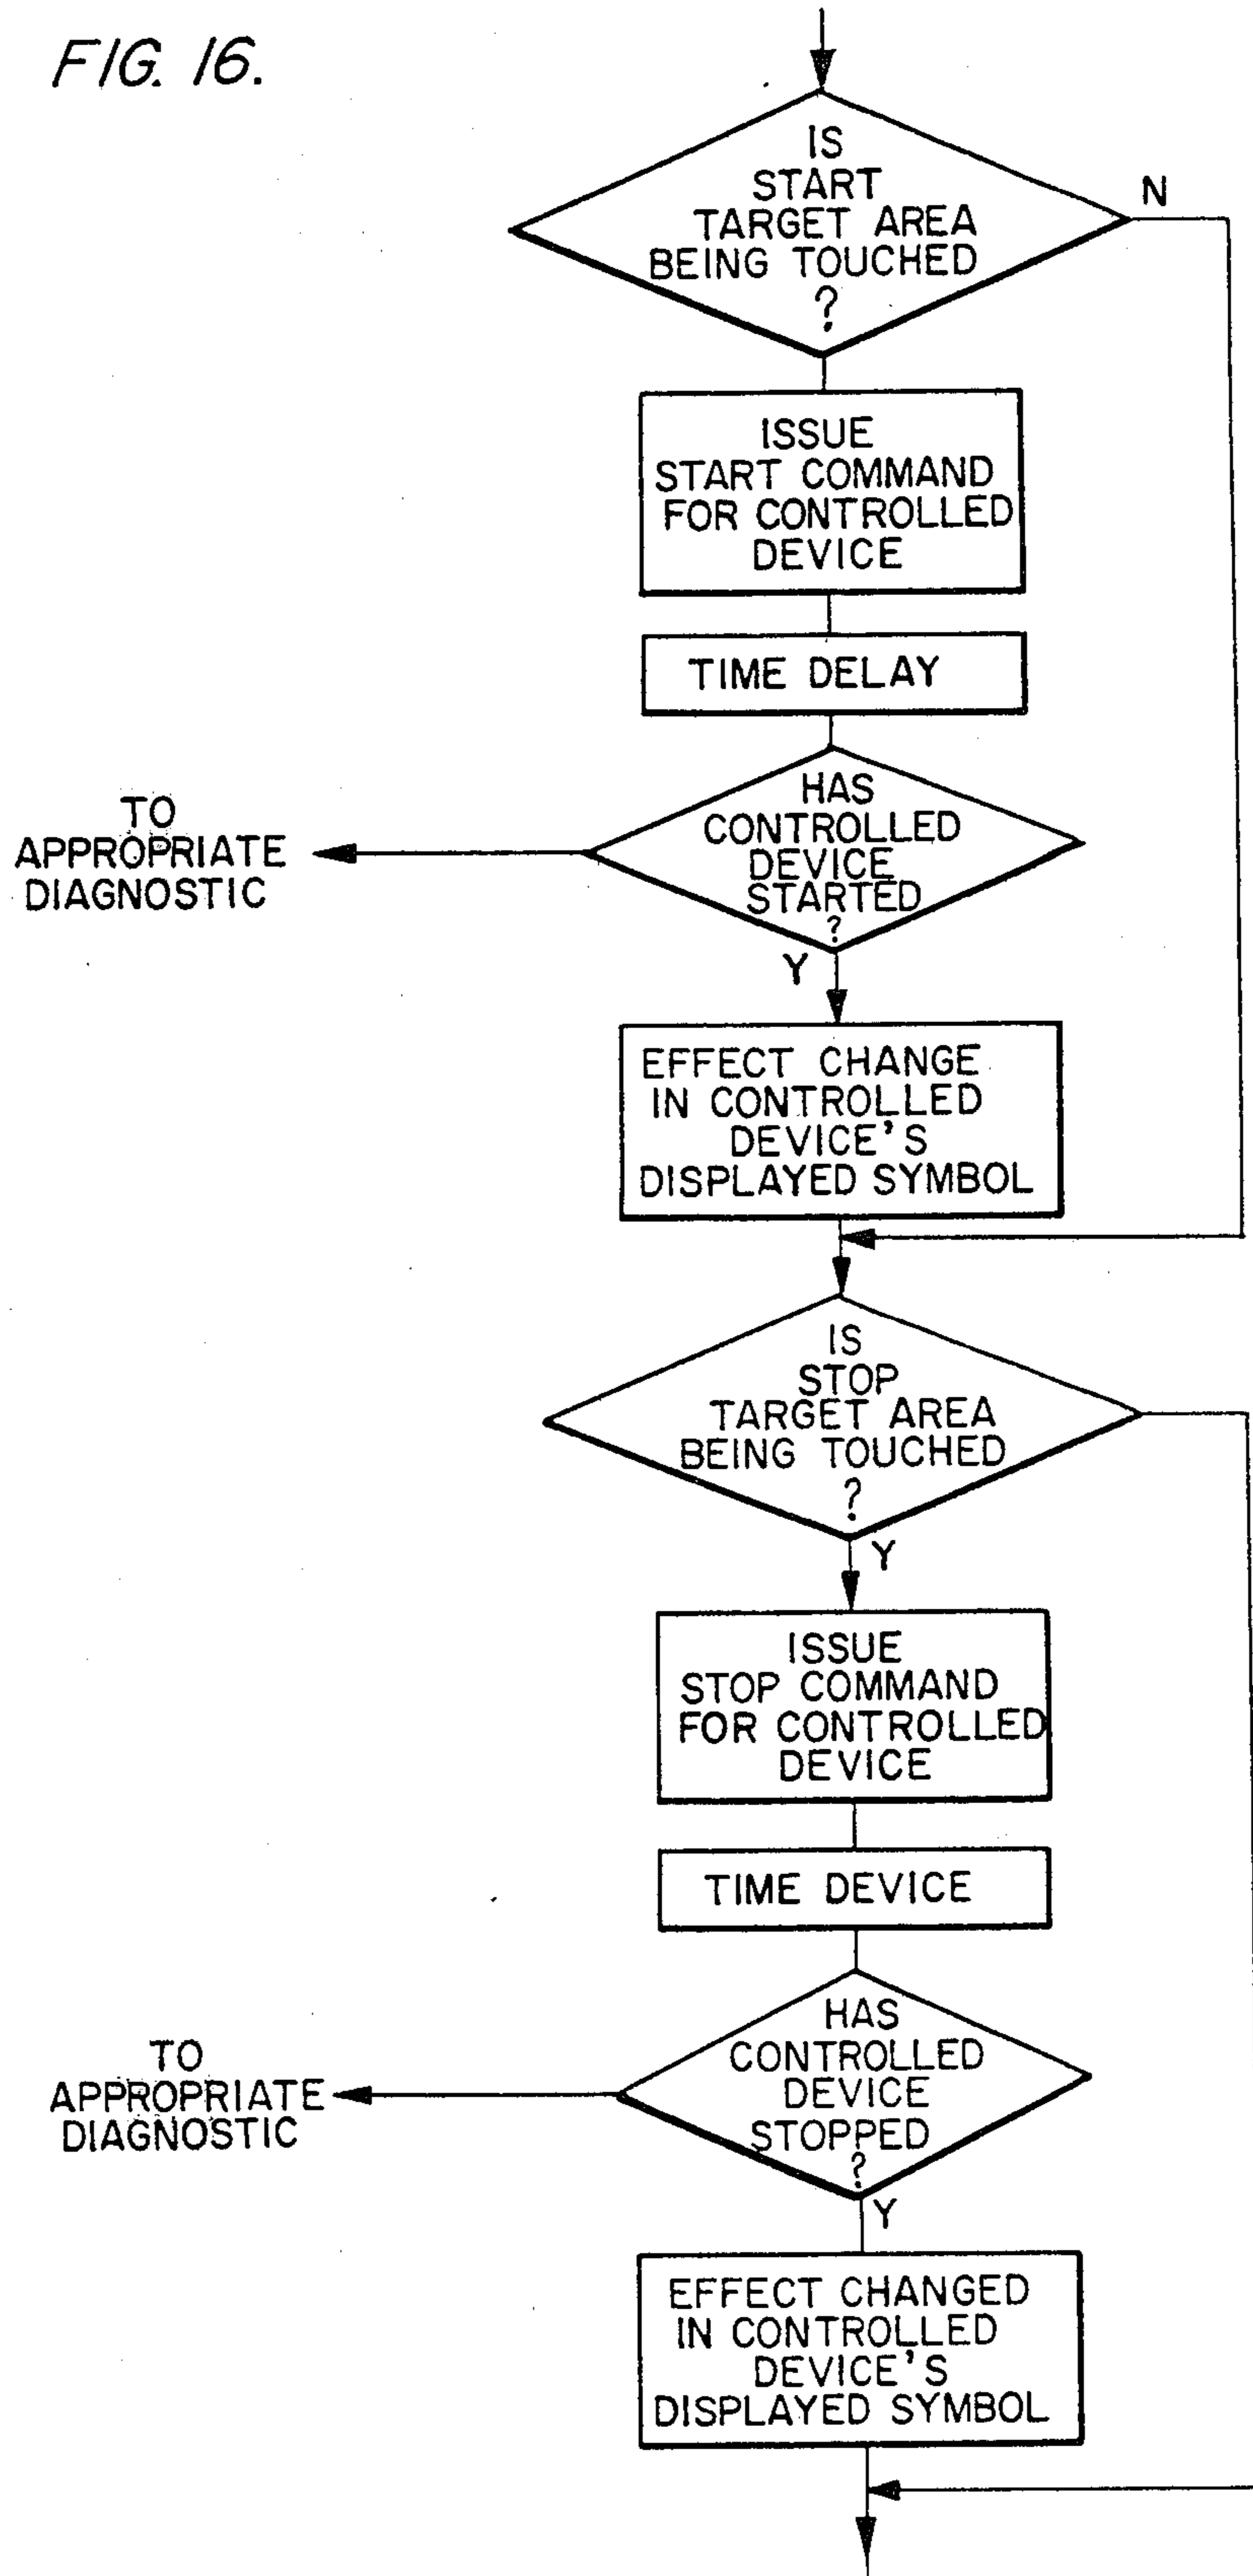 FIG. 16.
IS
START
TARGET AREA
BEING TOUCHED
?
N
ISSUE
START COMMAND
FOR CONTROLLED
DEVICE
TIME DELAY
HAS
CONTROLLED
DEVICE
STARTED
?
TO
APPROPRIATE
DIAGNOSTIC
Y
EFFECT CHANGE
IN CONTROLLED
DEVICE'S
DISPLAYED SYMBOL
IS
STOP
TARGET AREA
BEING TOUCHED
?
Y
ISSUE
STOP COMMAND
FOR CONTROLLED
DEVICE
TIME DEVICE
HAS
CONTROLLED
DEVICE
STOPPED
?
TO
APPROPRIATE
DIAGNOSTIC
Y
EFFECT CHANGED
IN CONTROLLED
DEVICE'S
DISPLAYED SYMBOL